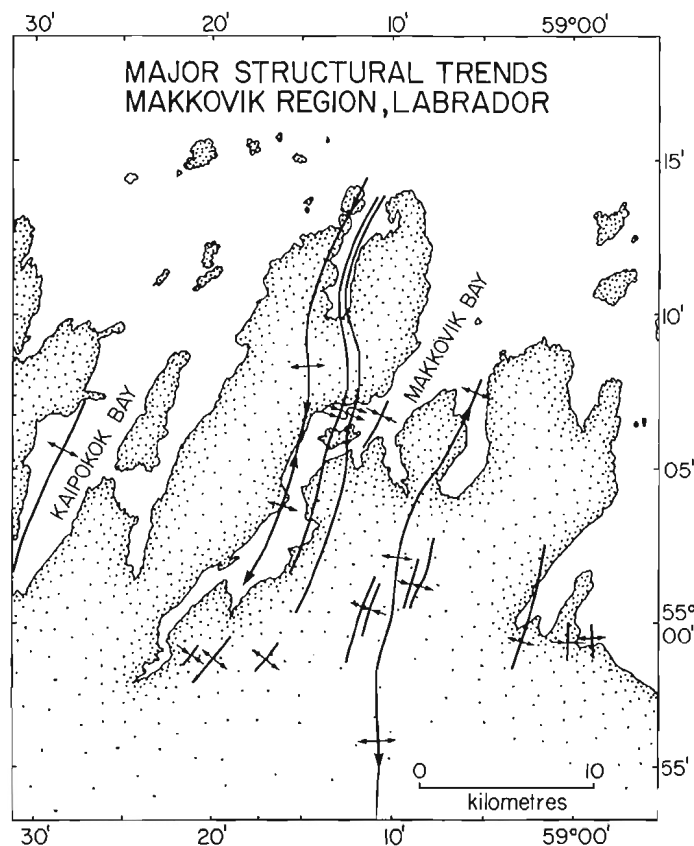 30' 20' 10' 59°00'
MAJOR STRUCTURAL TRENDS
MAKKOVIK REGION, LABRADOR
15'
10'
MAKKOVIK BAY
KAIPOKOK BAY
05'
55°
00'
55'
0 10
kilometres
30' 20' 10' 59°00'